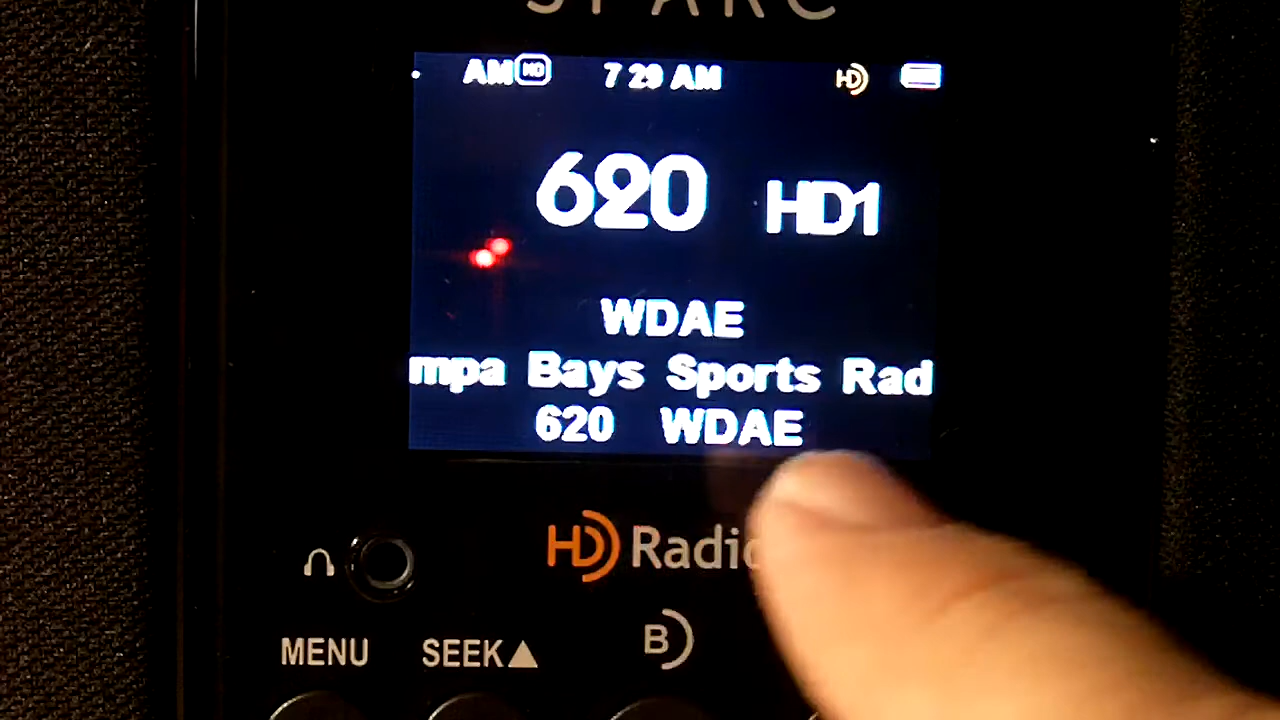 SPARC
AM HD 7 29 AM HD
620 HD1
WDAE
mpa Bays Sports Rad
620 WDAE
HD Radio
MENU SEEK▲ B